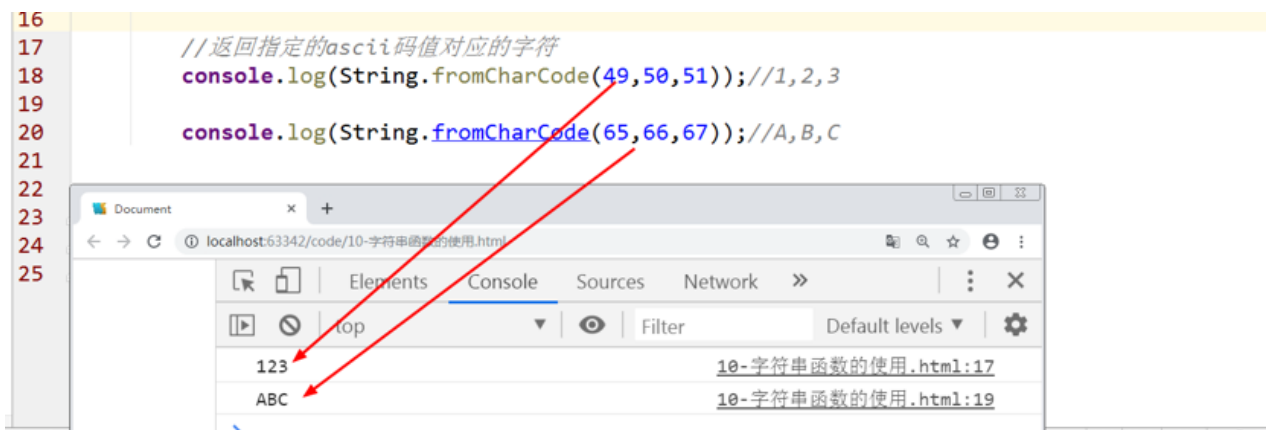 16
17 //返回指定的ascii码值对应的字符
18 console.log(String.fromCharCode(49,50,51));//1,2,3
19
20 console.log(String.fromCharCode(65,66,67));//A,B,C
21
22
Document × +
23
localhost:63342/code/10-字符串函数的使用.html
24
25
Elements Console Sources Network »
top Filter Default levels ▼
123 10-字符串函数的使用.html:17
ABC 10-字符串函数的使用.html:19